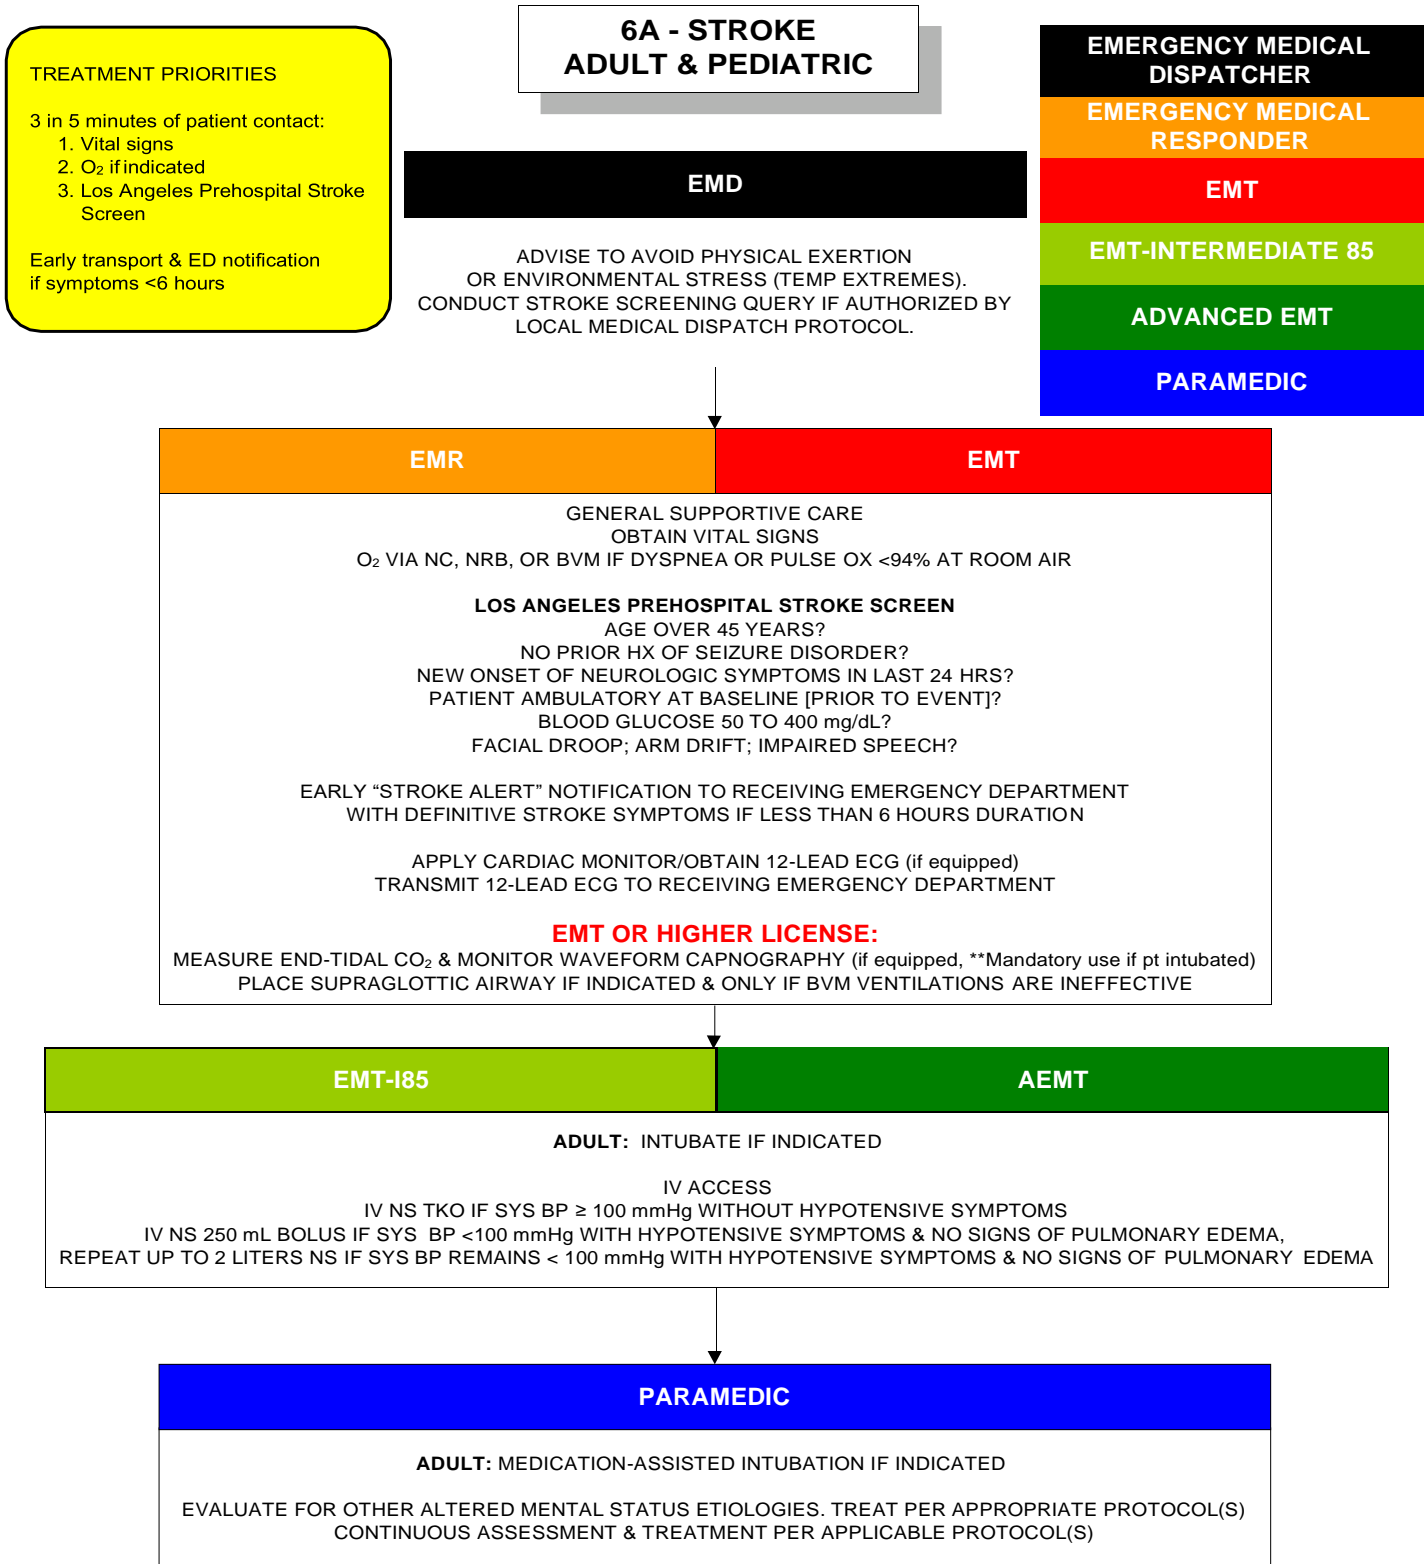 6A - STROKE
ADULT & PEDIATRIC
TREATMENT PRIORITIES
3 in 5 minutes of patient contact:
1. Vital signs
2. O₂ if indicated
3. Los Angeles Prehospital Stroke
Screen
Early transport & ED notification
if symptoms <6 hours
EMERGENCY MEDICAL
DISPATCHER
EMERGENCY MEDICAL
RESPONDER
EMT
EMT-INTERMEDIATE 85
ADVANCED EMT
PARAMEDIC
EMD
ADVISE TO AVOID PHYSICAL EXERTION
OR ENVIRONMENTAL STRESS (TEMP EXTREMES).
CONDUCT STROKE SCREENING QUERY IF AUTHORIZED BY
LOCAL MEDICAL DISPATCH PROTOCOL.
EMR
EMT
GENERAL SUPPORTIVE CARE
OBTAIN VITAL SIGNS
O₂ VIA NC, NRB, OR BVM IF DYSPNEA OR PULSE OX <94% AT ROOM AIR
LOS ANGELES PREHOSPITAL STROKE SCREEN
AGE OVER 45 YEARS?
NO PRIOR HX OF SEIZURE DISORDER?
NEW ONSET OF NEUROLOGIC SYMPTOMS IN LAST 24 HRS?
PATIENT AMBULATORY AT BASELINE [PRIOR TO EVENT]?
BLOOD GLUCOSE 50 TO 400 mg/dL?
FACIAL DROOP; ARM DRIFT; IMPAIRED SPEECH?
EARLY “STROKE ALERT” NOTIFICATION TO RECEIVING EMERGENCY DEPARTMENT
WITH DEFINITIVE STROKE SYMPTOMS IF LESS THAN 6 HOURS DURATION
APPLY CARDIAC MONITOR/OBTAIN 12-LEAD ECG (if equipped)
TRANSMIT 12-LEAD ECG TO RECEIVING EMERGENCY DEPARTMENT
EMT OR HIGHER LICENSE:
MEASURE END-TIDAL CO₂ & MONITOR WAVEFORM CAPNOGRAPHY (if equipped, **Mandatory use if pt intubated)
PLACE SUPRAGLOTTIC AIRWAY IF INDICATED & ONLY IF BVM VENTILATIONS ARE INEFFECTIVE
EMT-I85
AEMT
ADULT: INTUBATE IF INDICATED
IV ACCESS
IV NS TKO IF SYS BP ≥ 100 mmHg WITHOUT HYPOTENSIVE SYMPTOMS
IV NS 250 mL BOLUS IF SYS BP <100 mmHg WITH HYPOTENSIVE SYMPTOMS & NO SIGNS OF PULMONARY EDEMA,
REPEAT UP TO 2 LITERS NS IF SYS BP REMAINS < 100 mmHg WITH HYPOTENSIVE SYMPTOMS & NO SIGNS OF PULMONARY EDEMA
PARAMEDIC
ADULT: MEDICATION-ASSISTED INTUBATION IF INDICATED
EVALUATE FOR OTHER ALTERED MENTAL STATUS ETIOLOGIES. TREAT PER APPROPRIATE PROTOCOL(S)
CONTINUOUS ASSESSMENT & TREATMENT PER APPLICABLE PROTOCOL(S)